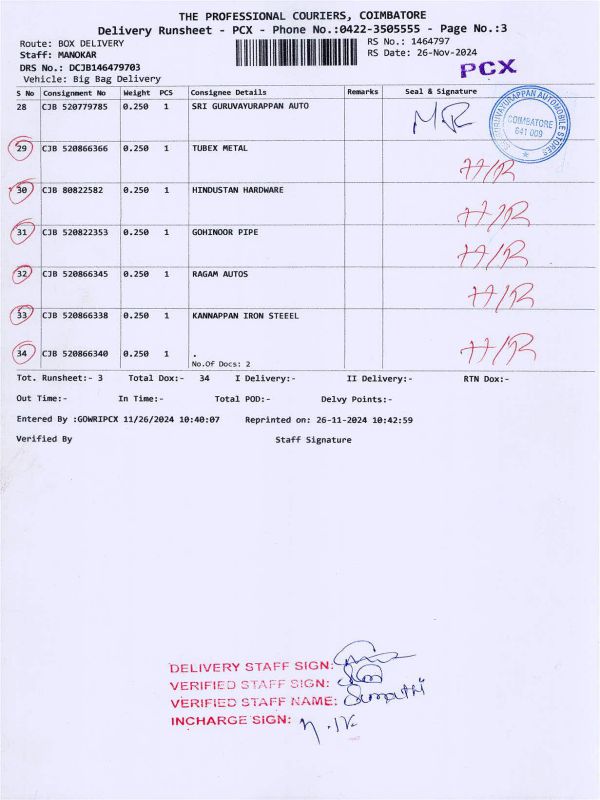 THE PROFESSIONAL COURIERS, COIMBATORE
Delivery Runsheet - PCX - Phone No.:0422-3505555 - Page No.:3
Route: BOX DELIVERY RS No.: 1464797
Staff: MANOKAR RS Date: 26-Nov-2024
DRS No.: DCJB146479703 PCX
Vehicle: Big Bag Delivery
S No Consignment No Weight PCS Consignee Details Remarks Seal & Signature
28 CJB 520779785 0.250 1 SRI GURUVAYURAPPAN AUTO
GURUVAYURAPPAN AUTOMOBILE STORES
COIMBATORE
641 009
29 CJB 520866366 0.250 1 TUBEX METAL H/R
30 CJB 80822582 0.250 1 HINDUSTAN HARDWARE H/R
31 CJB 520822353 0.250 1 GOHINOOR PIPE H/R
32 CJB 520866345 0.250 1 RAGAM AUTOS H/R
33 CJB 520866338 0.250 1 KANNAPPAN IRON STEEEL
34 CJB 520866340 0.250 1 . H/R
No.Of Docs: 2
Tot. Runsheet:- 3 Total Dox:- 34 I Delivery:- II Delivery:- RTN Dox:-
Out Time:- In Time:- Total POD:- Delvy Points:-
Entered By :GOWRIPCX 11/26/2024 10:40:07 Reprinted on: 26-11-2024 10:42:59
Verified By Staff Signature
DELIVERY STAFF SIGN:
VERIFIED STAFF SIGN:
VERIFIED STAFF NAME: Sumathi
INCHARGE SIGN: